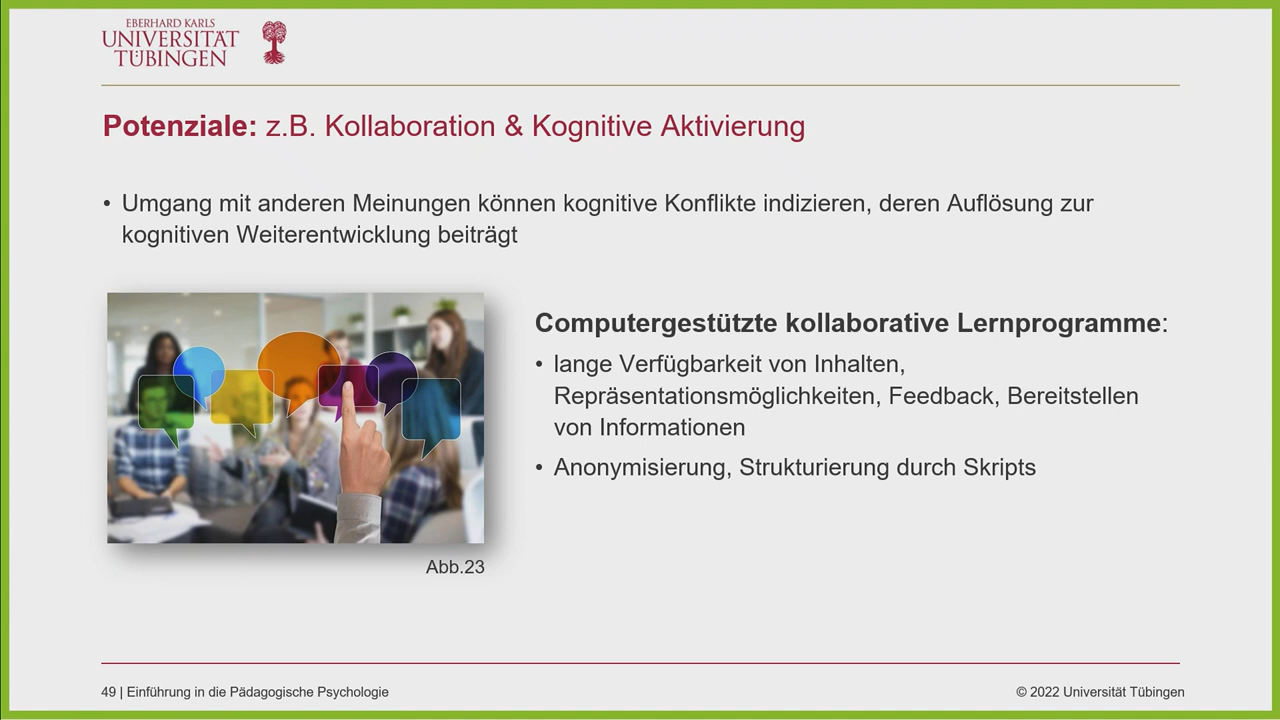 EBERHARD KARLS
UNIVERSITÄT
TÜBINGEN
Potenziale: z.B. Kollaboration & Kognitive Aktivierung
• Umgang mit anderen Meinungen können kognitive Konflikte indizieren, deren Auflösung zur
kognitiven Weiterentwicklung beiträgt
Computergestützte kollaborative Lernprogramme:
• lange Verfügbarkeit von Inhalten,
Repräsentationsmöglichkeiten, Feedback, Bereitstellen
von Informationen
• Anonymisierung, Strukturierung durch Skripts
Abb.23
49 | Einführung in die Pädagogische Psychologie
© 2022 Universität Tübingen